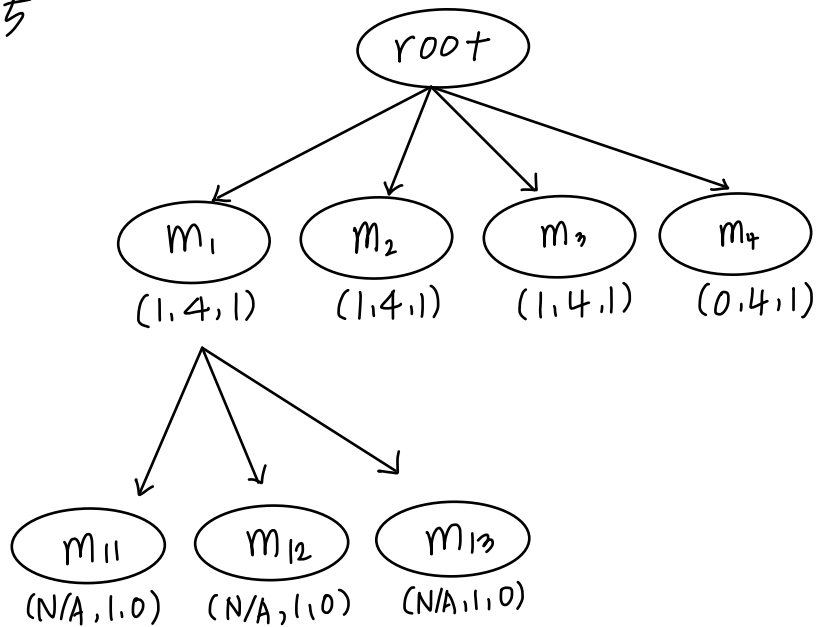 5
root
m₁ m₂ m₃ m₄
(1,4,1) (1,4,1) (1,4,1) (0,4,1)
m₁₁ m₁₂ m₁₃
(N/A,1,0) (N/A,1,0) (N/A,1,0)